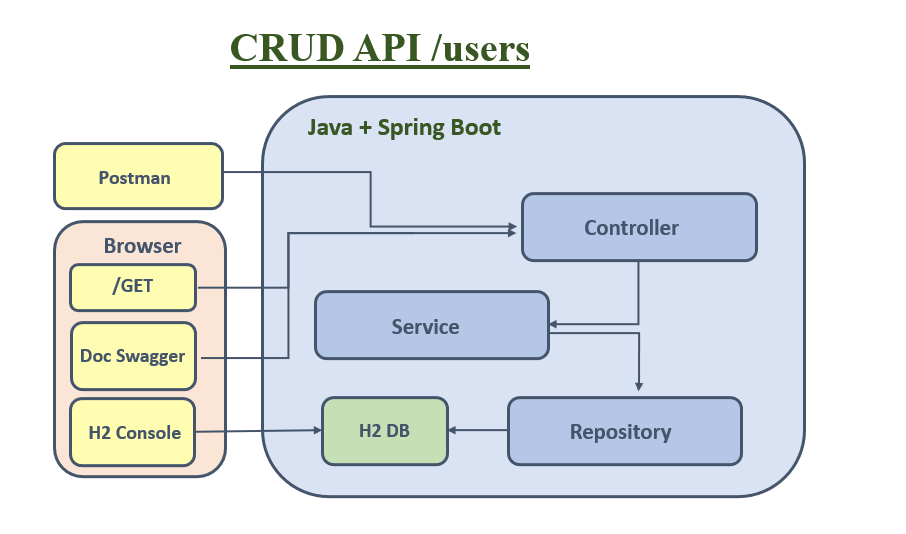 CRUD API /users
Java + Spring Boot
Postman
Browser
/GET
Doc Swagger
H2 Console
Controller
Service
H2 DB
Repository